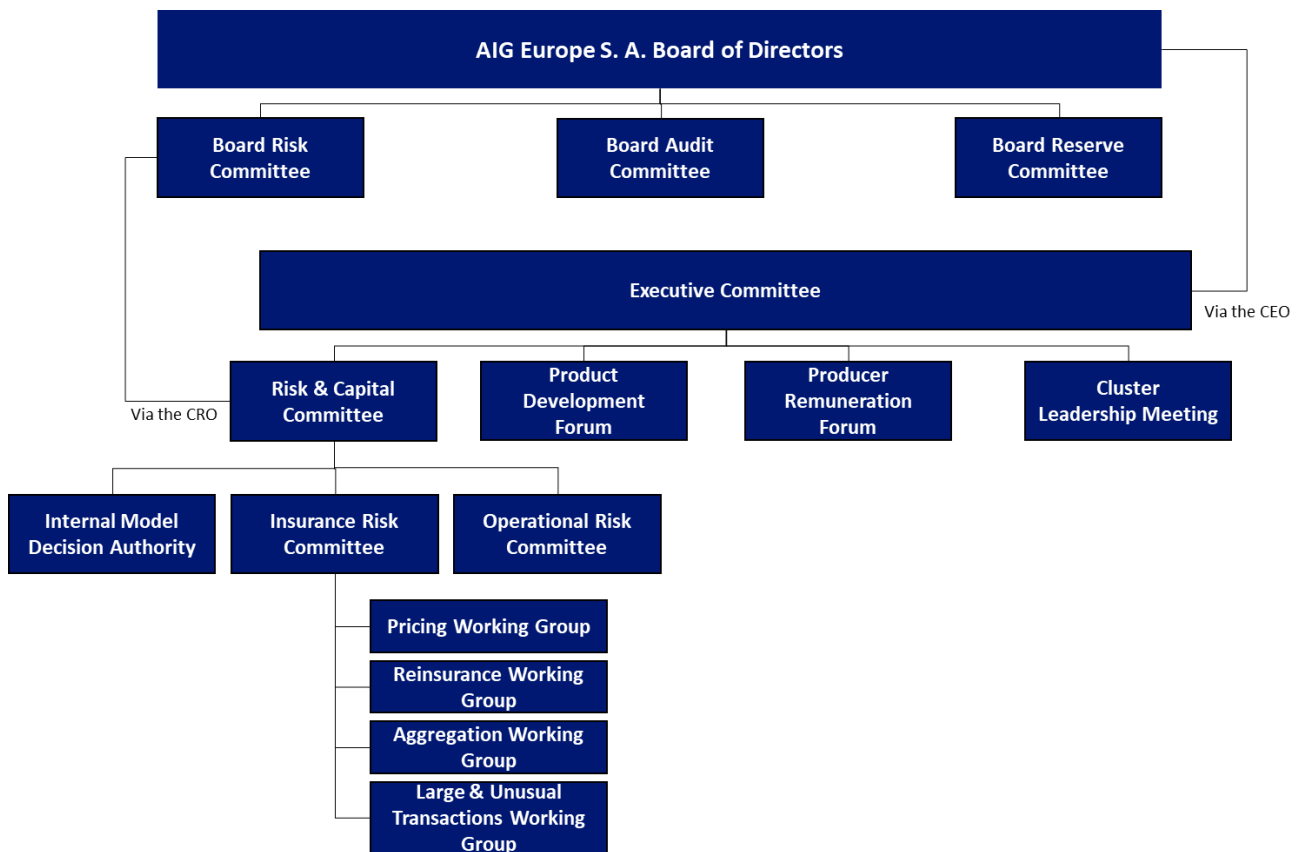 AIG Europe S. A. Board of Directors
Board Risk
Committee
Board Audit
Committee
Board Reserve
Committee
Executive Committee
Via the CEO
Risk & Capital
Committee
Via the CRO
Product
Development
Forum
Producer
Remuneration
Forum
Cluster
Leadership Meeting
Internal Model
Decision Authority
Insurance Risk
Committee
Operational Risk
Committee
Pricing Working Group
Reinsurance Working
Group
Aggregation Working
Group
Large & Unusual
Transactions Working
Group